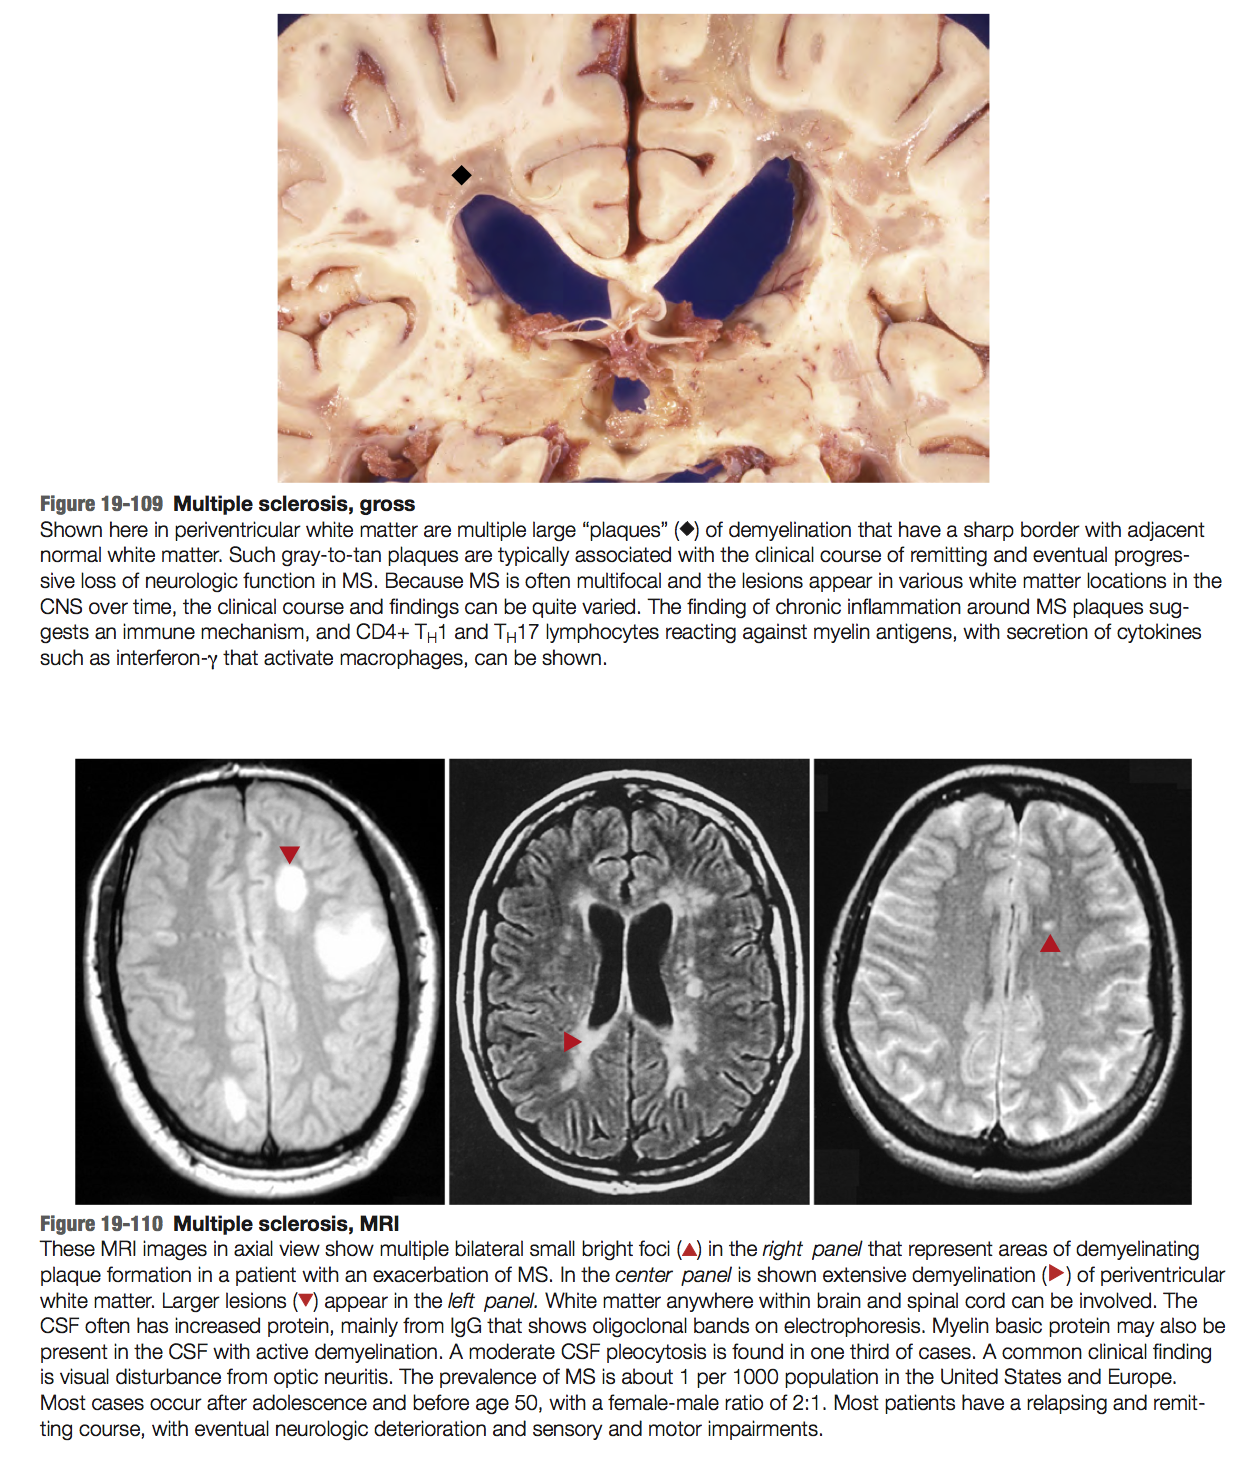 Figure 19-109 Multiple sclerosis, gross
Shown here in periventricular white matter are multiple large “plaques” (◆) of demyelination that have a sharp border with adjacent
normal white matter. Such gray-to-tan plaques are typically associated with the clinical course of remitting and eventual progres-
sive loss of neurologic function in MS. Because MS is often multifocal and the lesions appear in various white matter locations in the
CNS over time, the clinical course and findings can be quite varied. The finding of chronic inflammation around MS plaques sug-
gests an immune mechanism, and CD4+ TH1 and TH17 lymphocytes reacting against myelin antigens, with secretion of cytokines
such as interferon-γ that activate macrophages, can be shown.
Figure 19-110 Multiple sclerosis, MRI
These MRI images in axial view show multiple bilateral small bright foci (▲) in the right panel that represent areas of demyelinating
plaque formation in a patient with an exacerbation of MS. In the center panel is shown extensive demyelination (▶) of periventricular
white matter. Larger lesions (▼) appear in the left panel. White matter anywhere within brain and spinal cord can be involved. The
CSF often has increased protein, mainly from IgG that shows oligoclonal bands on electrophoresis. Myelin basic protein may also be
present in the CSF with active demyelination. A moderate CSF pleocytosis is found in one third of cases. A common clinical finding
is visual disturbance from optic neuritis. The prevalence of MS is about 1 per 1000 population in the United States and Europe.
Most cases occur after adolescence and before age 50, with a female-male ratio of 2:1. Most patients have a relapsing and remit-
ting course, with eventual neurologic deterioration and sensory and motor impairments.